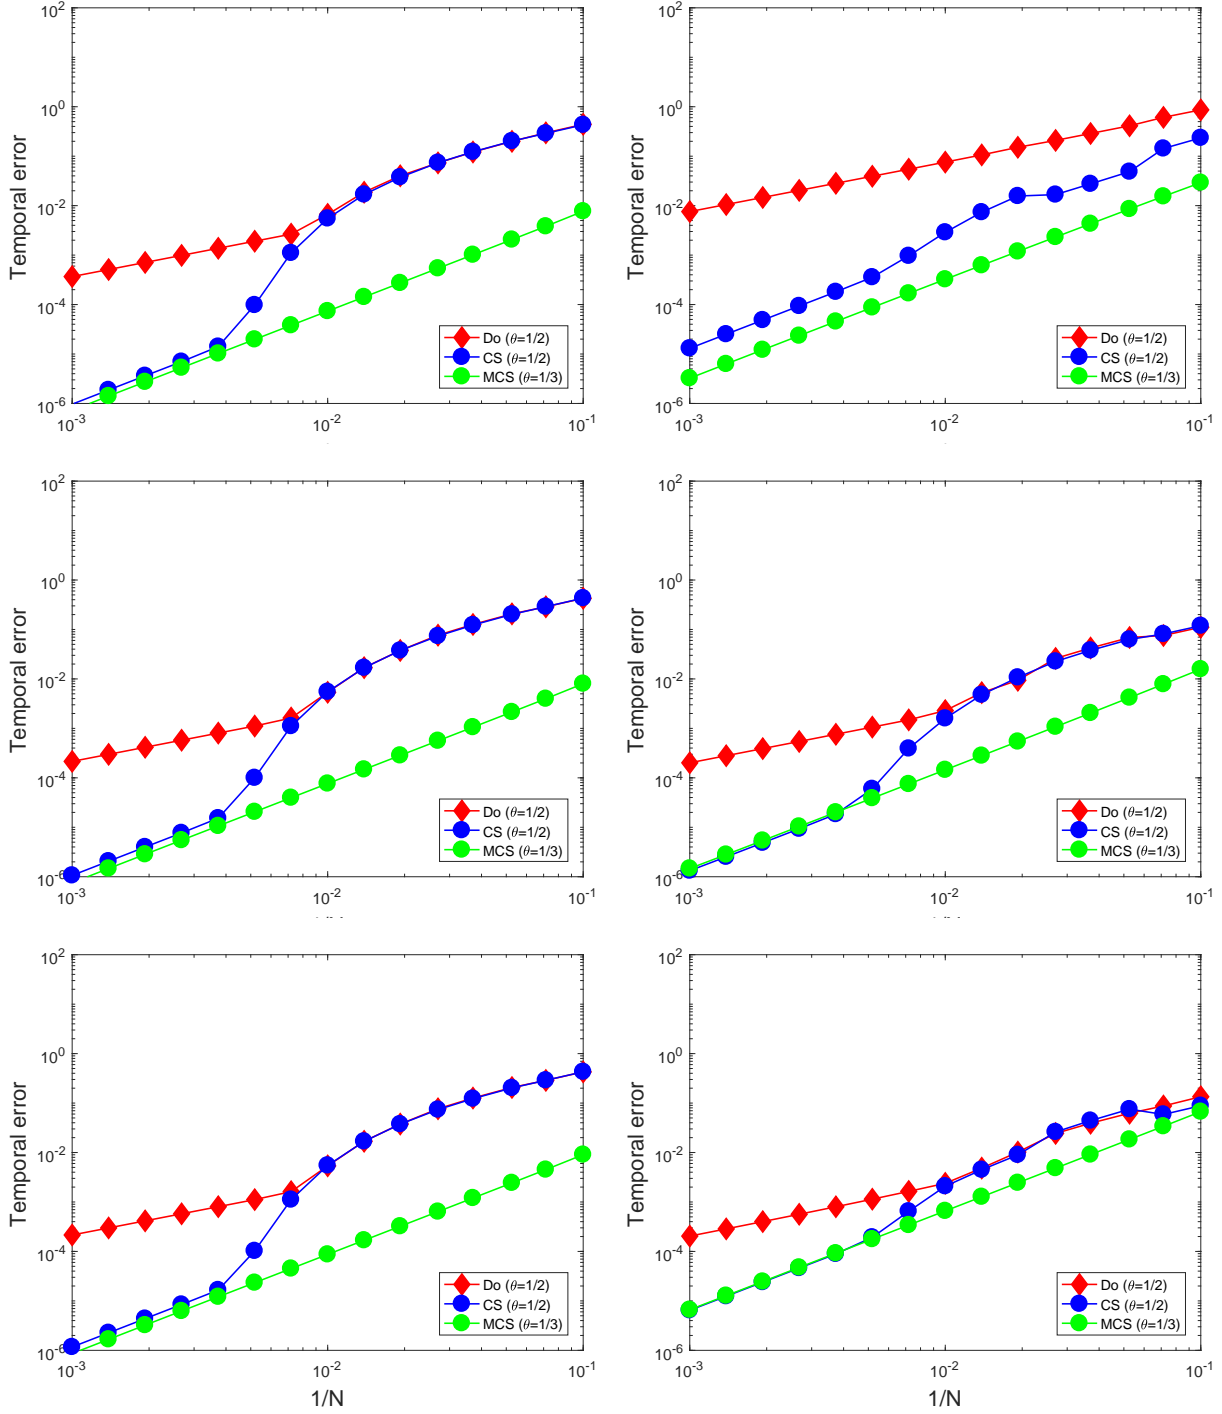 10^2
10^0
10^-2
10^-4
10^-6
10^-3
10^-2
10^-1
Temporal error
Do (θ=1/2)
CS (θ=1/2)
MCS (θ=1/3)
10^2
10^0
10^-2
10^-4
10^-6
10^-3
10^-2
10^-1
Temporal error
Do (θ=1/2)
CS (θ=1/2)
MCS (θ=1/3)
10^2
10^0
10^-2
10^-4
10^-6
10^-3
10^-2
10^-1
Temporal error
Do (θ=1/2)
CS (θ=1/2)
MCS (θ=1/3)
10^2
10^0
10^-2
10^-4
10^-6
10^-3
10^-2
10^-1
Temporal error
Do (θ=1/2)
CS (θ=1/2)
MCS (θ=1/3)
10^2
10^0
10^-2
10^-4
10^-6
10^-3
10^-2
10^-1
Temporal error
1/N
Do (θ=1/2)
CS (θ=1/2)
MCS (θ=1/3)
10^2
10^0
10^-2
10^-4
10^-6
10^-3
10^-2
10^-1
Temporal error
1/N
Do (θ=1/2)
CS (θ=1/2)
MCS (θ=1/3)